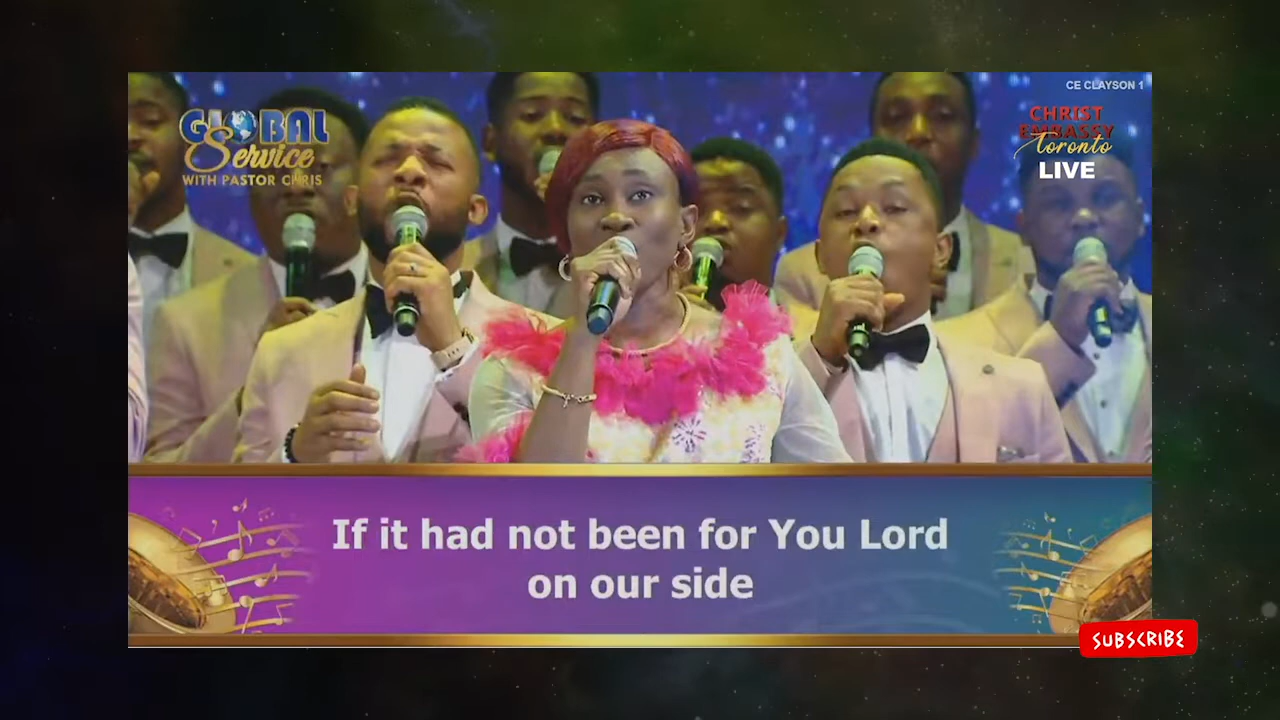 CE CLAYSON 1
GLOBAL
Service
WITH PASTOR CHRIS
CHRIST
EMBASSY
Toronto
LIVE
If it had not been for You Lord
on our side
SUBSCRIBE